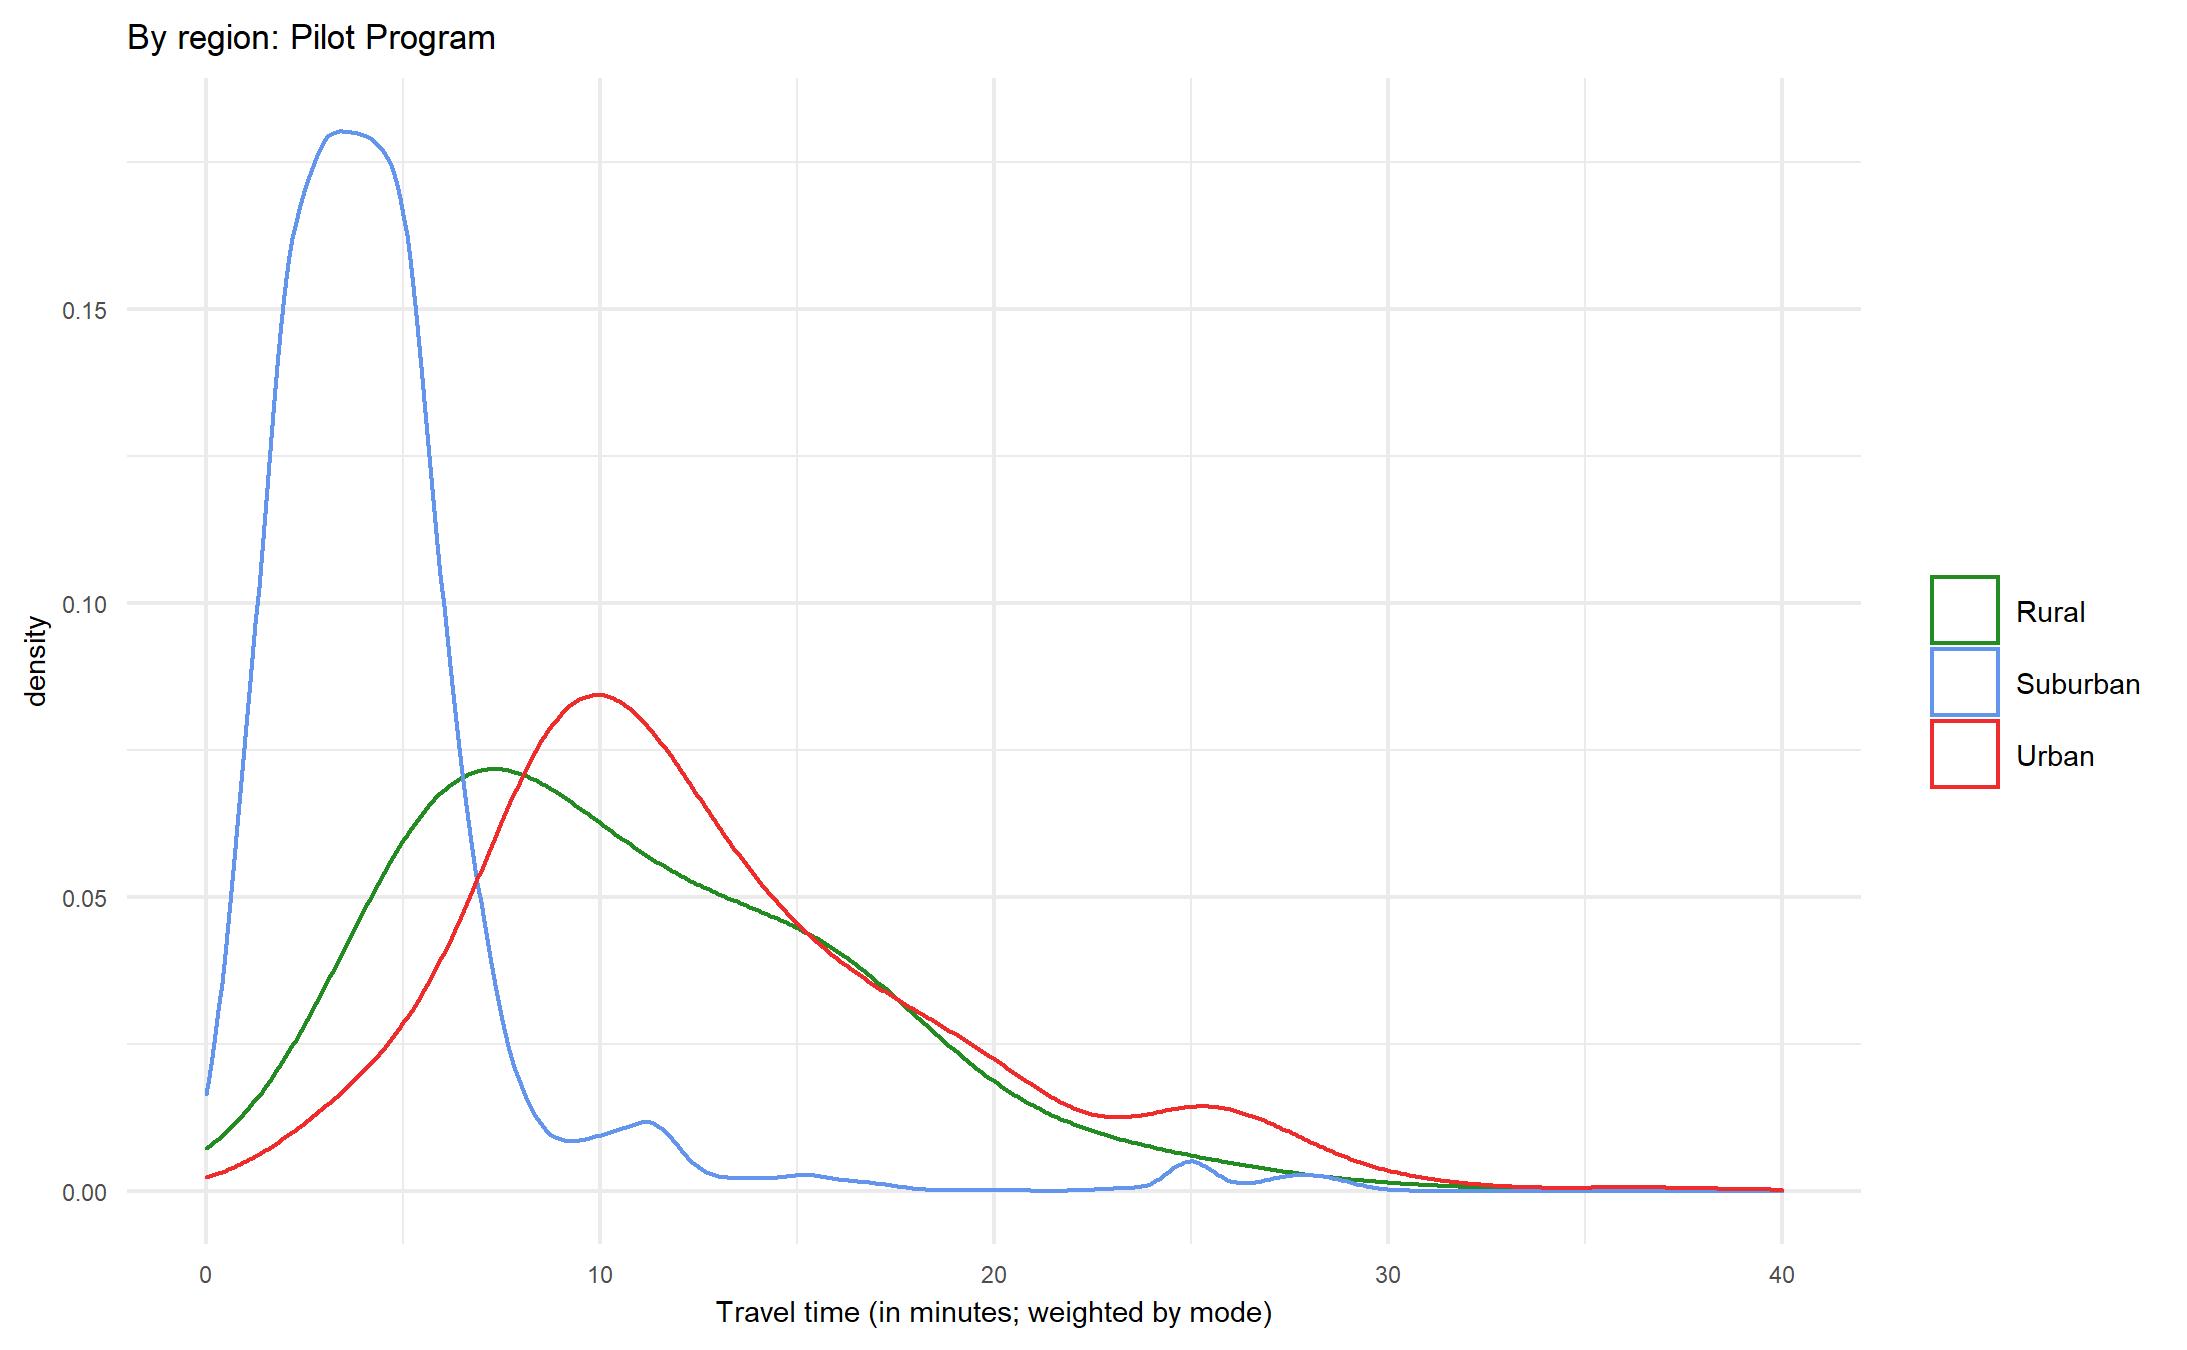 By region: Pilot Program
0.15
0.10
0.05
0.00
density
0 10 20 30 40
Travel time (in minutes; weighted by mode)
Rural
Suburban
Urban